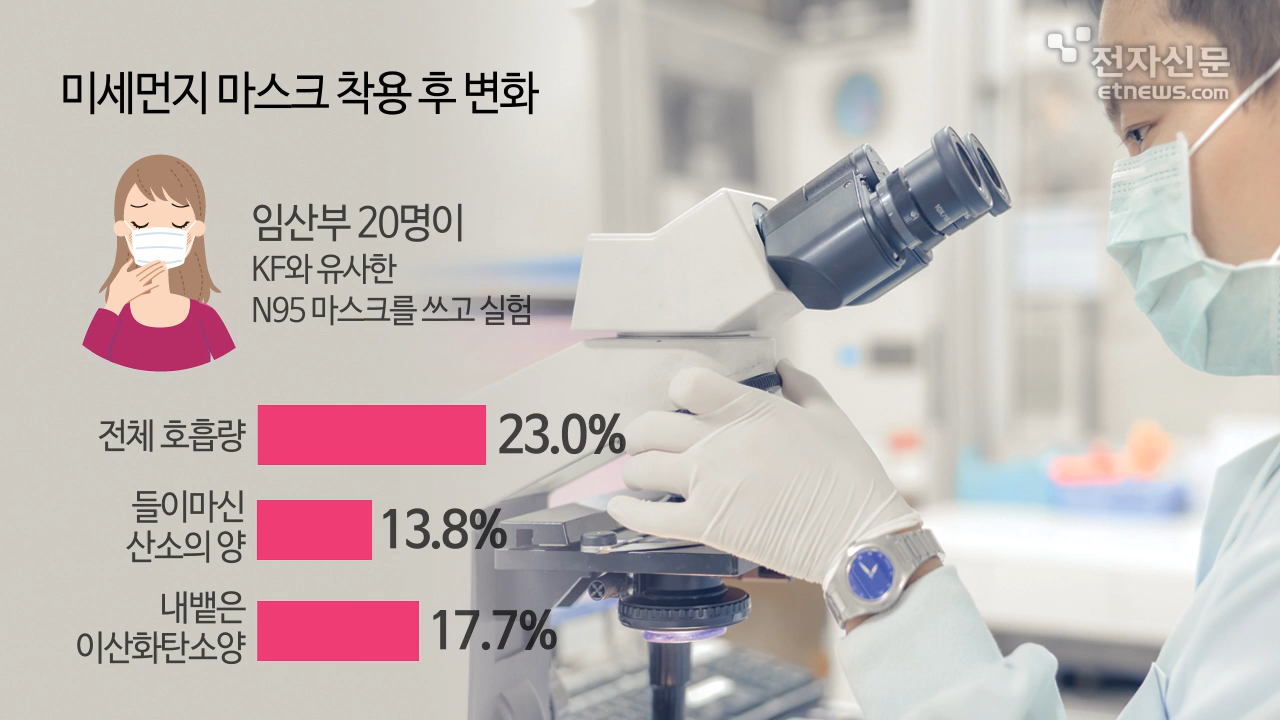 미세먼지 마스크 착용 후 변화
전자신문
etnews.com
임산부 20명이
KF와 유사한
N95 마스크를 쓰고 실험
전체 호흡량
23.0%
들이마신
산소의 양
13.8%
내뱉은
이산화탄소양
17.7%